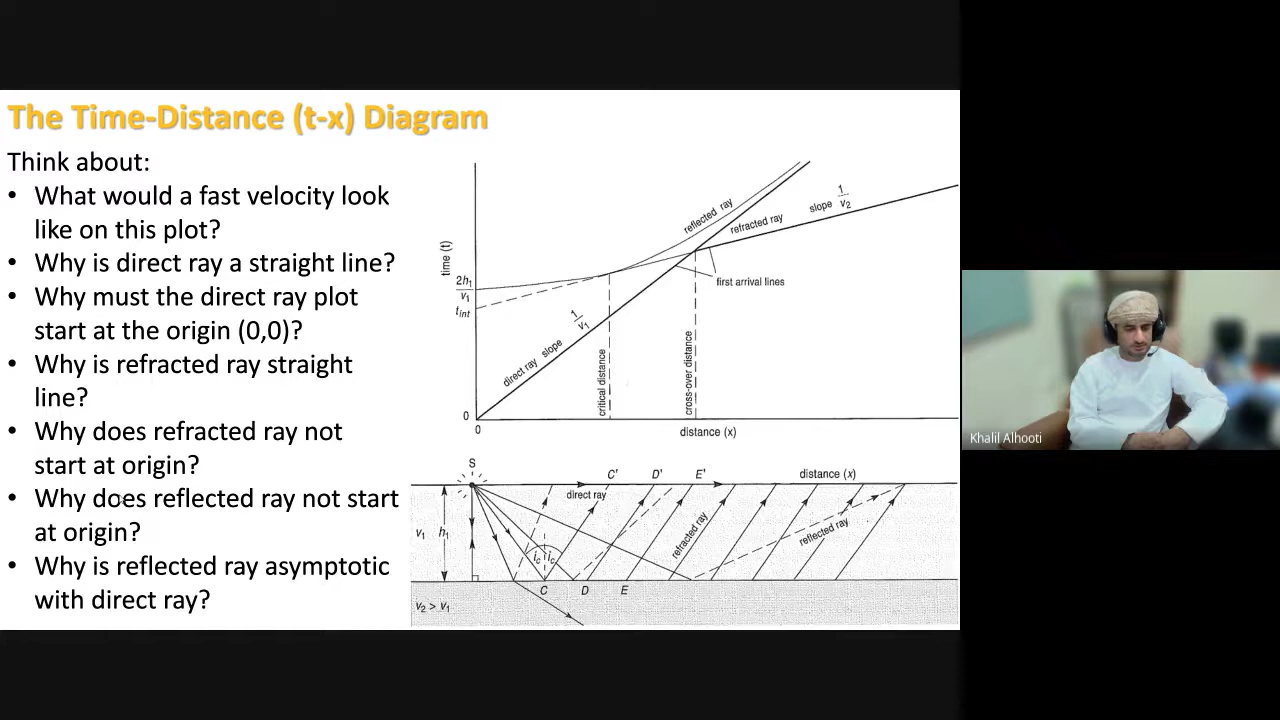 The Time-Distance (t-x) Diagram
Think about:
• What would a fast velocity look
like on this plot?
• Why is direct ray a straight line?
• Why must the direct ray plot
start at the origin (0,0)?
• Why is refracted ray straight
line?
• Why does refracted ray not
start at origin?
• Why does reflected ray not start
at origin?
• Why is reflected ray asymptotic
with direct ray?
time (t)
2h₁
v₁
tint
0
0
direct ray slope 1/v₁
critical distance
cross-over distance
reflected ray
refracted ray slope 1/v₂
first arrival lines
distance (x)
S
C' D' E' distance (x)
direct ray
v₁ h₁
ic ic
refracted ray
reflected ray
C D E
v₂ > v₁
Khalil Alhooti